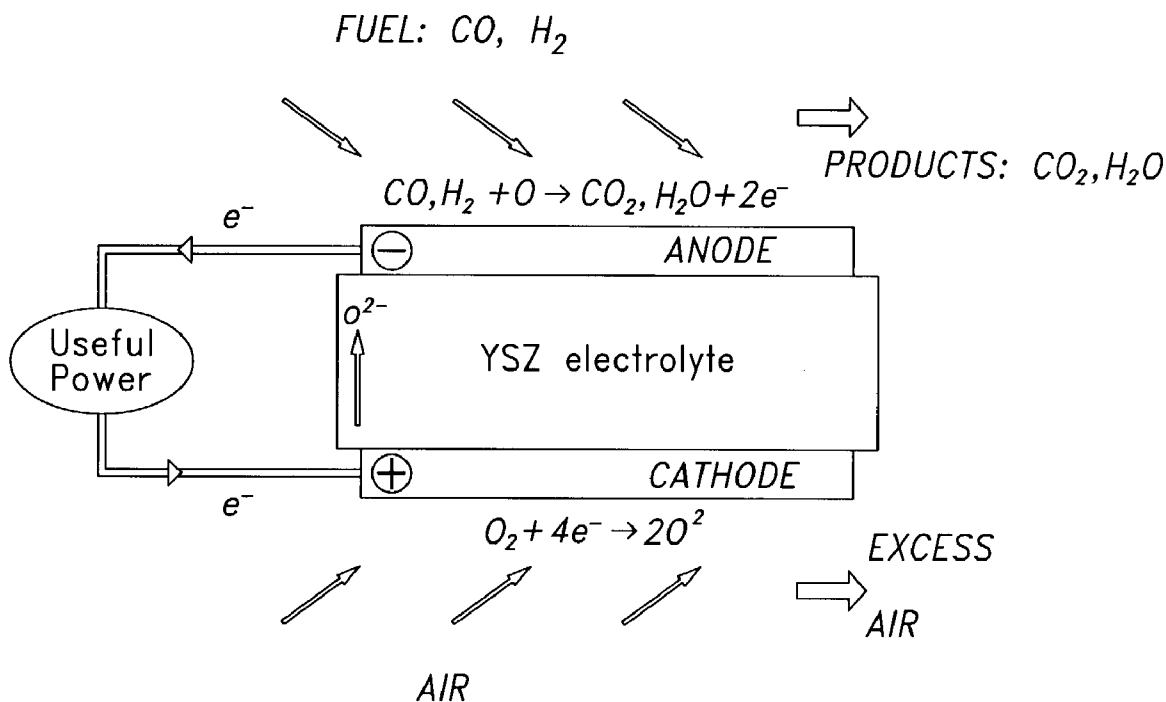 FUEL: CO, H₂
PRODUCTS: CO₂,H₂O
CO,H₂ +O → CO₂, H₂O+2e⁻
e⁻
− ANODE
O²⁻
Useful
Power
YSZ electrolyte
+ CATHODE
e⁻
O₂+4e⁻→2O²
EXCESS
AIR
AIR